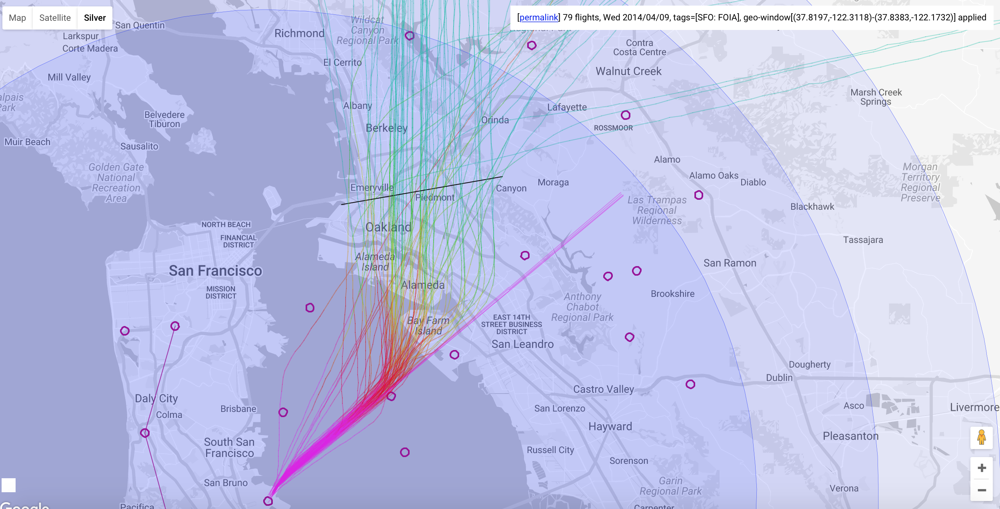 Map Satellite Silver
[permalink] 79 flights, Wed 2014/04/09, tags=[SFO: FOIA], geo-window[(37.8197,-122.3118)-(37.8383,-122.1732)] applied
San Quentin
Larkspur
Corte Madera
Richmond
Wildcat
Canyon
Regional Park
Regional Park
Contra
Costa Centre
El Cerrito
Walnut Creek
Mill Valley
alpais
Park
Albany
Lafayette
Marsh Creek
Springs
Belvedere
Tiburon
Orinda
Berkeley
ROSSMOOR
Muir Beach
Sausalito
Alamo
Golden Gate
National
Recreation
Area
Morgan
Territory
Regional
Preserve
Alamo Oaks
Diablo
Emeryville
Canyon
Moraga
Piedmont
Las Trampas
Regional
Wilderness
Blackhawk
NORTH BEACH
Oakland
FINANCIAL
DISTRICT
Tassajara
Alameda
Island
San Francisco
San Ramon
Alameda
MISSION
DISTRICT
Brookshire
Anthony
Chabot
Regional Park
Bay Farm
Island
EAST 14TH
STREET BUSINESS
DISTRICT
San Leandro
Dougherty
Dublin
Castro Valley
Daly City
Colma
Brisbane
San Lorenzo
Asco
Livermore
Hayward
Pleasanton
South San
Francisco
Russell City
Sorenson
San Bruno
Garin
Regional Park
Verona
Pacifica
Carpenter
Google